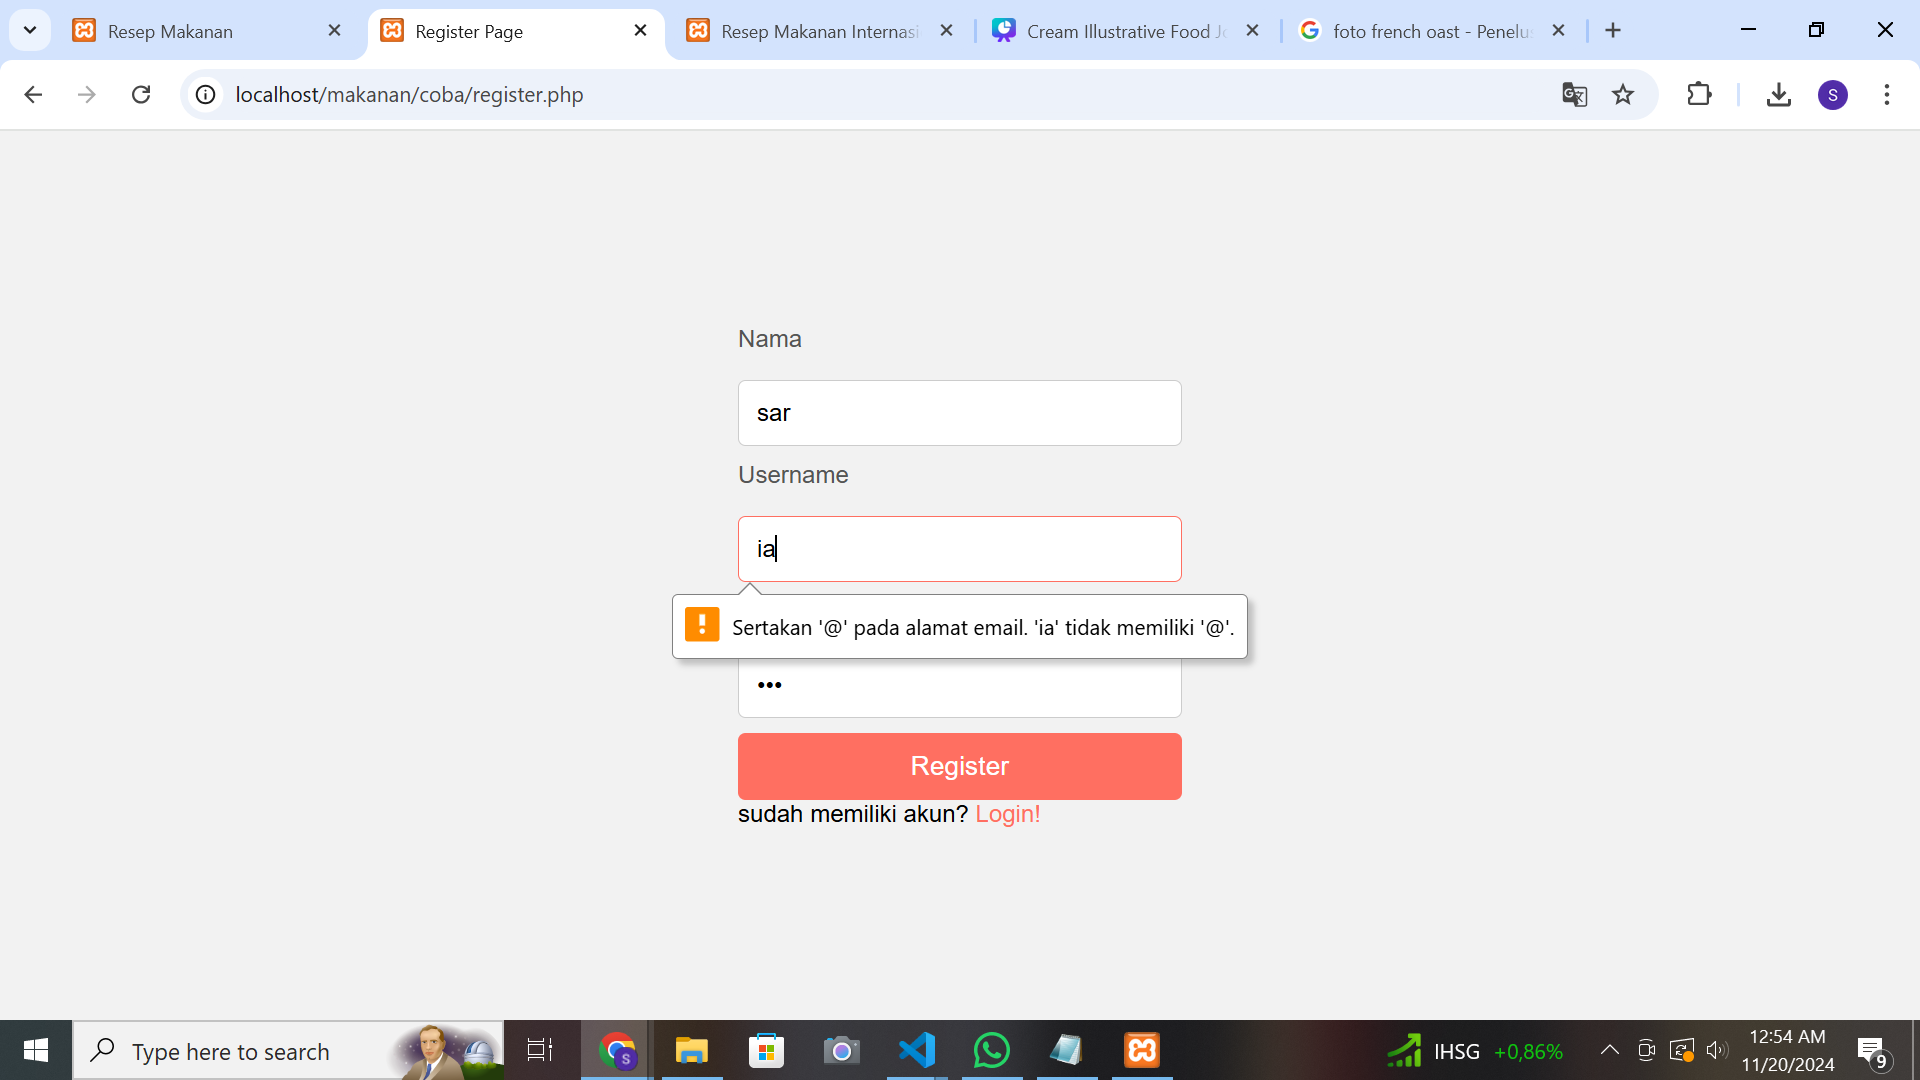 Resep Makanan
Register Page
Resep Makanan Internasi
Cream Illustrative Food Jo
foto french oast - Penelus
localhost/makanan/coba/register.php
S
Nama
sar
Username
ia
Sertakan '@' pada alamat email. 'ia' tidak memiliki '@'.
•••
Register
sudah memiliki akun? Login!
Type here to search
S
IHSG +0,86%
12:54 AM
11/20/2024
9